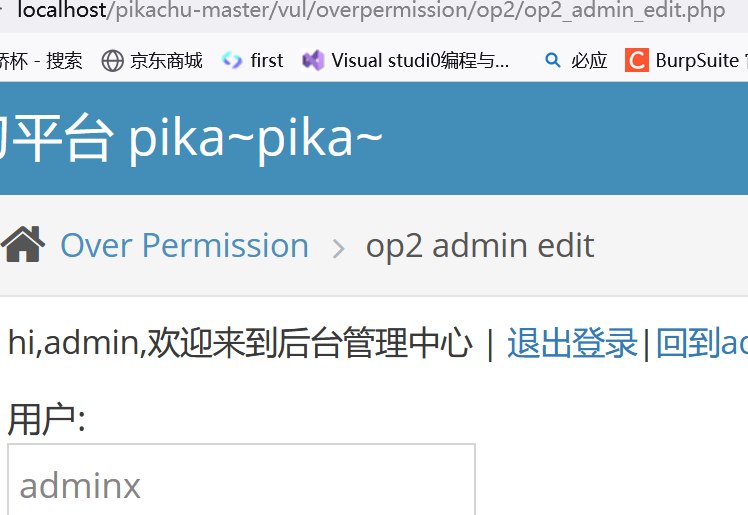 localhost/pikachu-master/vul/overpermission/op2/op2_admin_edit.php
桥杯 - 搜索 京东商城 first Visual studi0编程与... 必应 BurpSuite
习平台 pika~pika~
Over Permission > op2 admin edit
hi,admin,欢迎来到后台管理中心 | 退出登录|回到ad
用户:
adminx